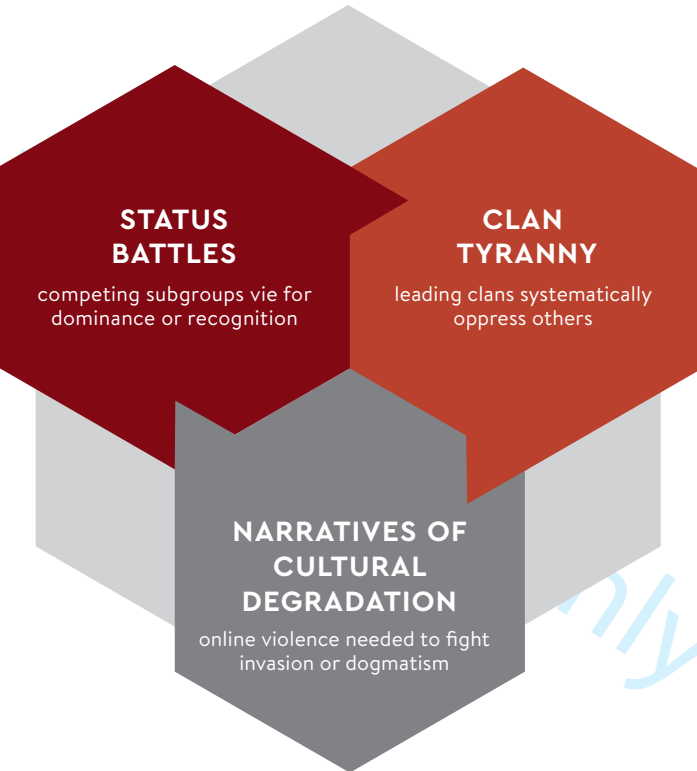 STATUS
BATTLES
competing subgroups vie for
dominance or recognition
CLAN
TYRANNY
leading clans systematically
oppress others
NARRATIVES OF
CULTURAL
DEGRADATION
online violence needed to fight
invasion or dogmatism